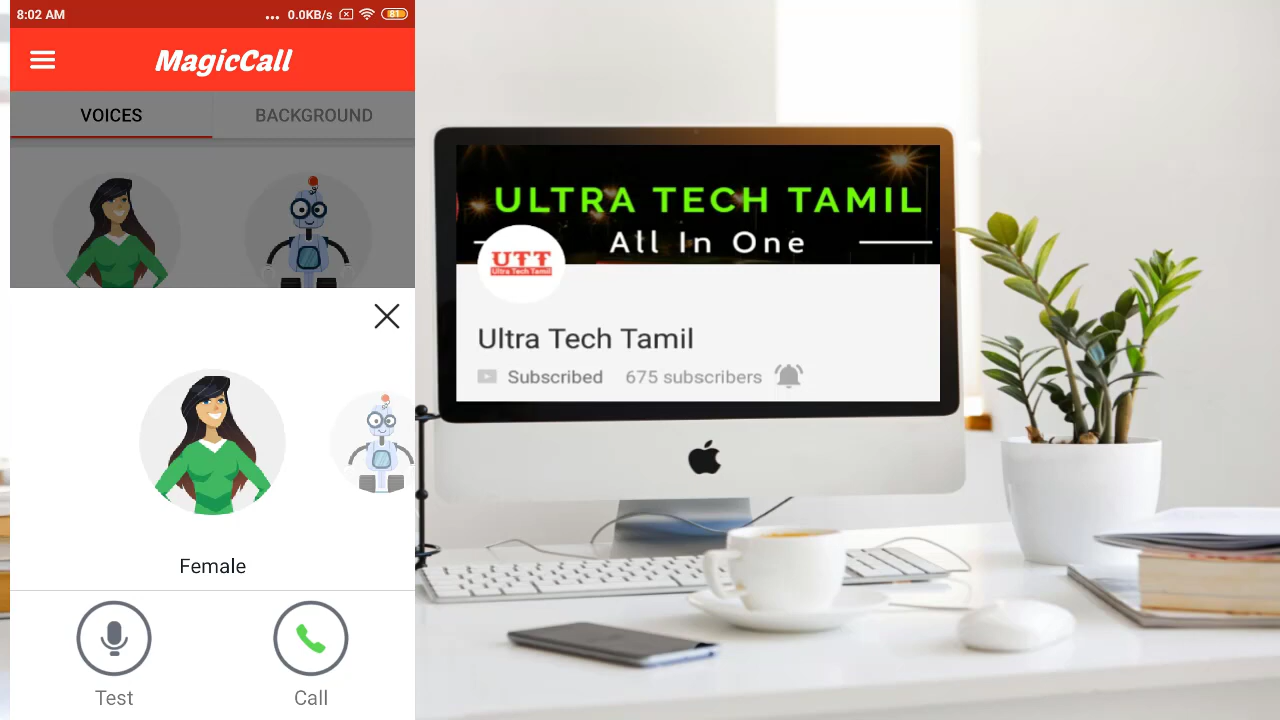 8:02 AM
... 0.0KB/s
81
MagicCall
VOICES
BACKGROUND
Female
Test
Call
ULTRA TECH TAMIL
All In One
UTT
Ultra Tech Tamil
Ultra Tech Tamil
Subscribed 675 subscribers